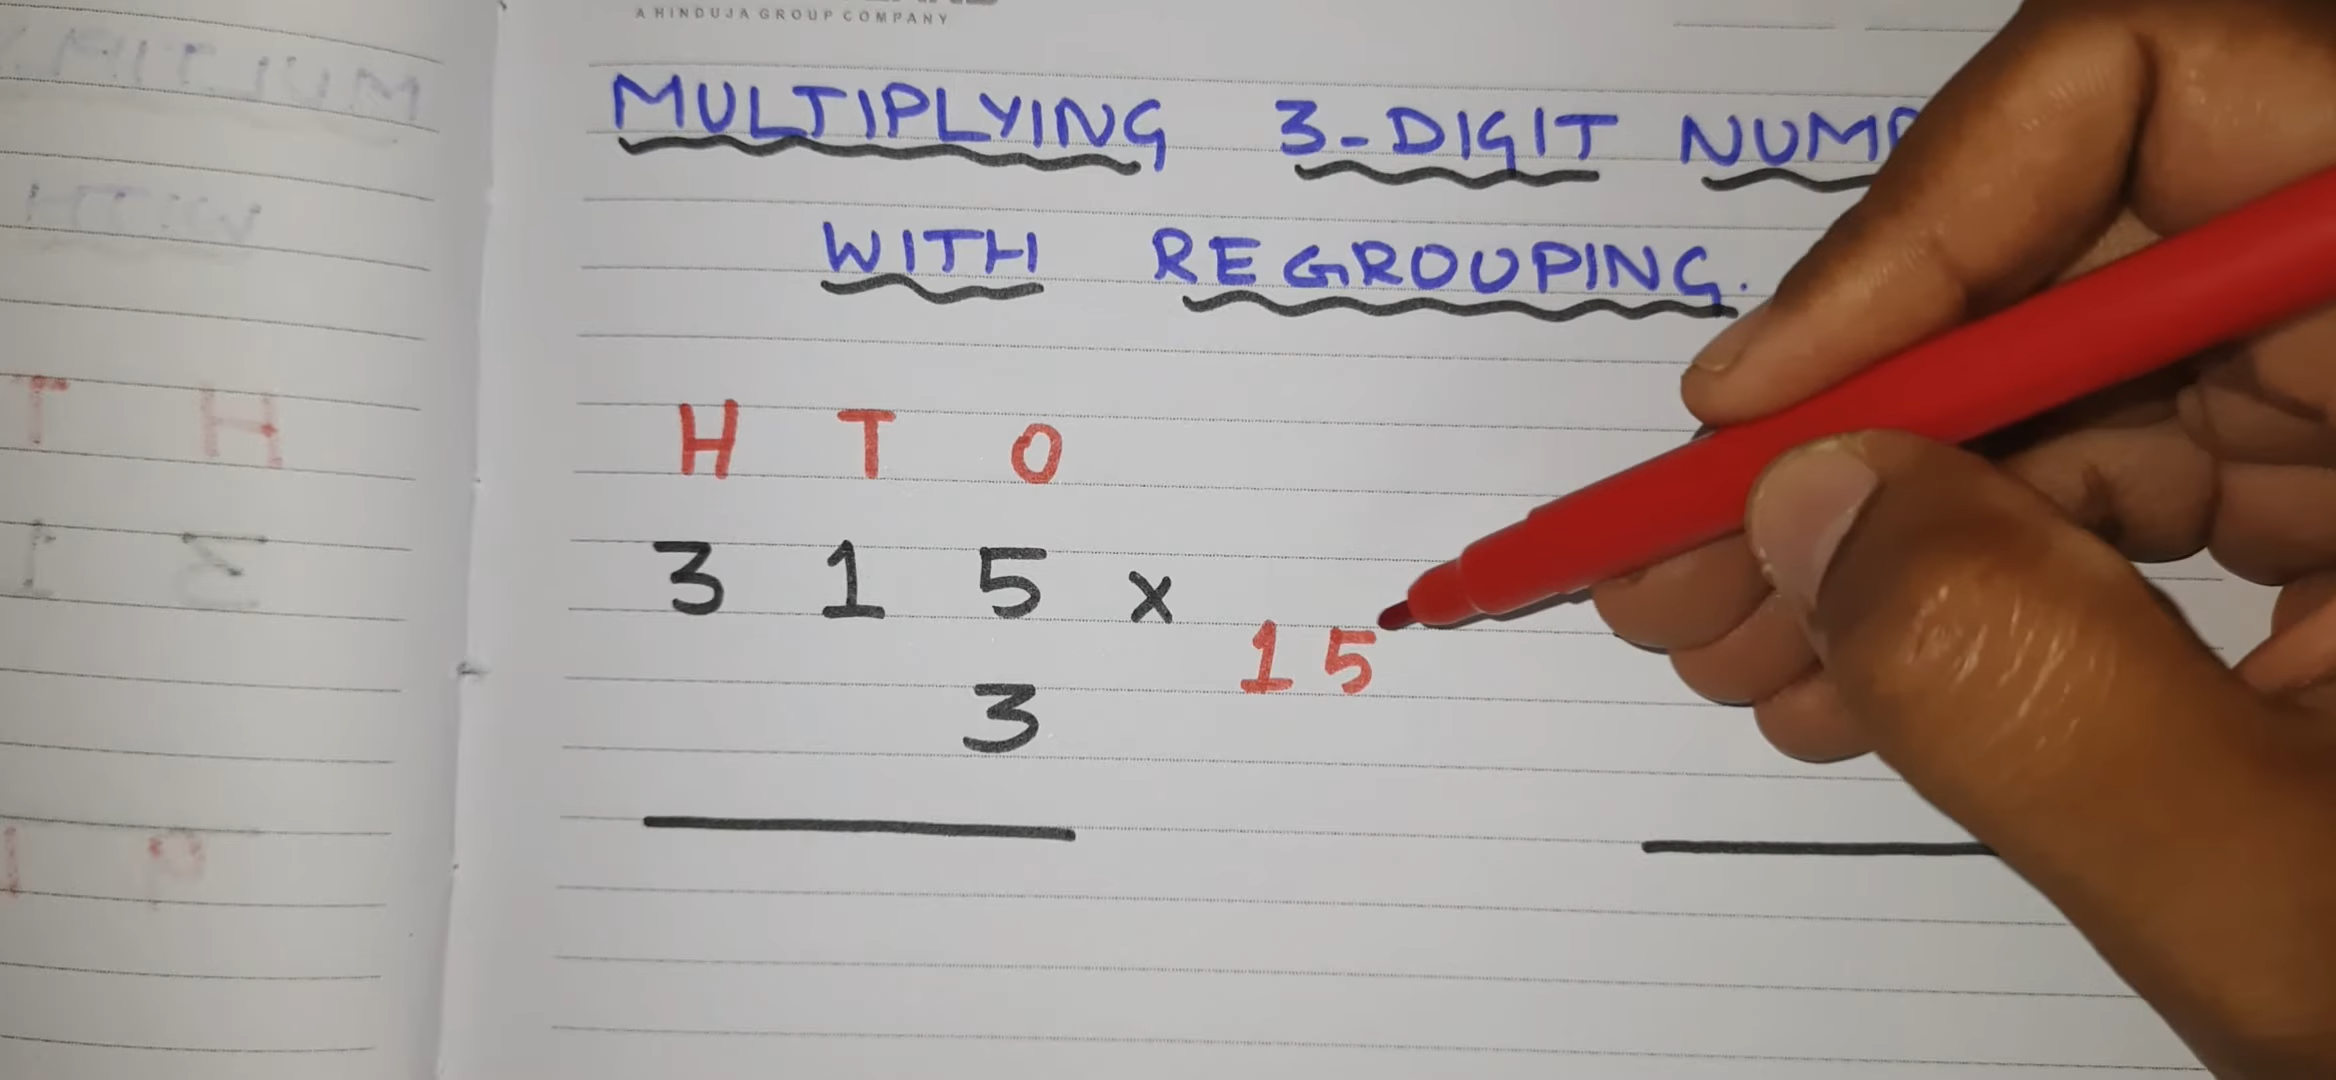 A HINDUJA GROUP COMPANY
MULTIPLYING 3-DIGIT
WITH REGROUPING.
H T O
3 1 5 ×
15
3